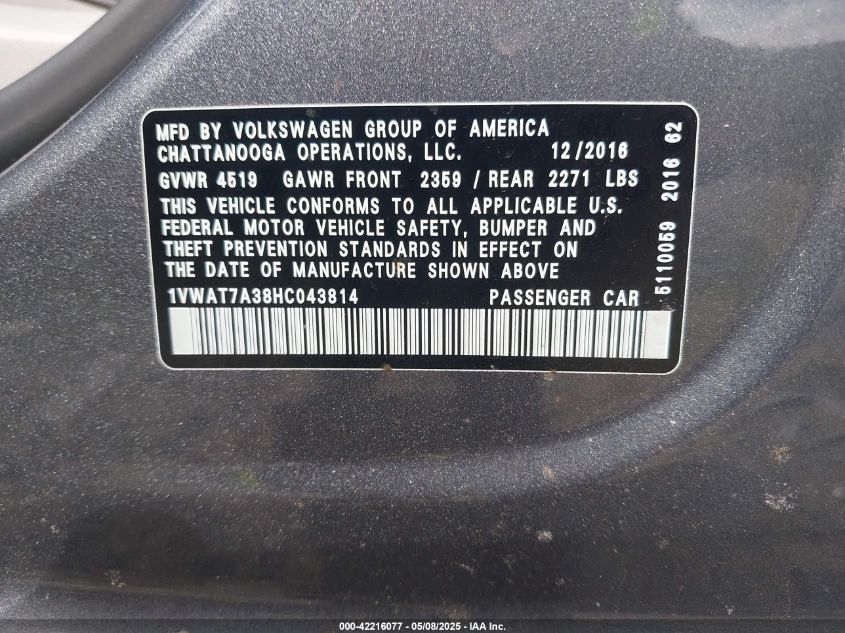 MFD BY VOLKSWAGEN GROUP OF AMERICA
CHATTANOOGA OPERATIONS, LLC. 12/2016
GVWR 4519 GAWR FRONT 2359 / REAR 2271 LBS
THIS VEHICLE CONFORMS TO ALL APPLICABLE U.S.
FEDERAL MOTOR VEHICLE SAFETY, BUMPER AND
THEFT PREVENTION STANDARDS IN EFFECT ON
THE DATE OF MANUFACTURE SHOWN ABOVE
1VWAT7A38HC043814 PASSENGER CAR
5110059 2016 62
000-42216077 - 05/08/2025 - IAA Inc.